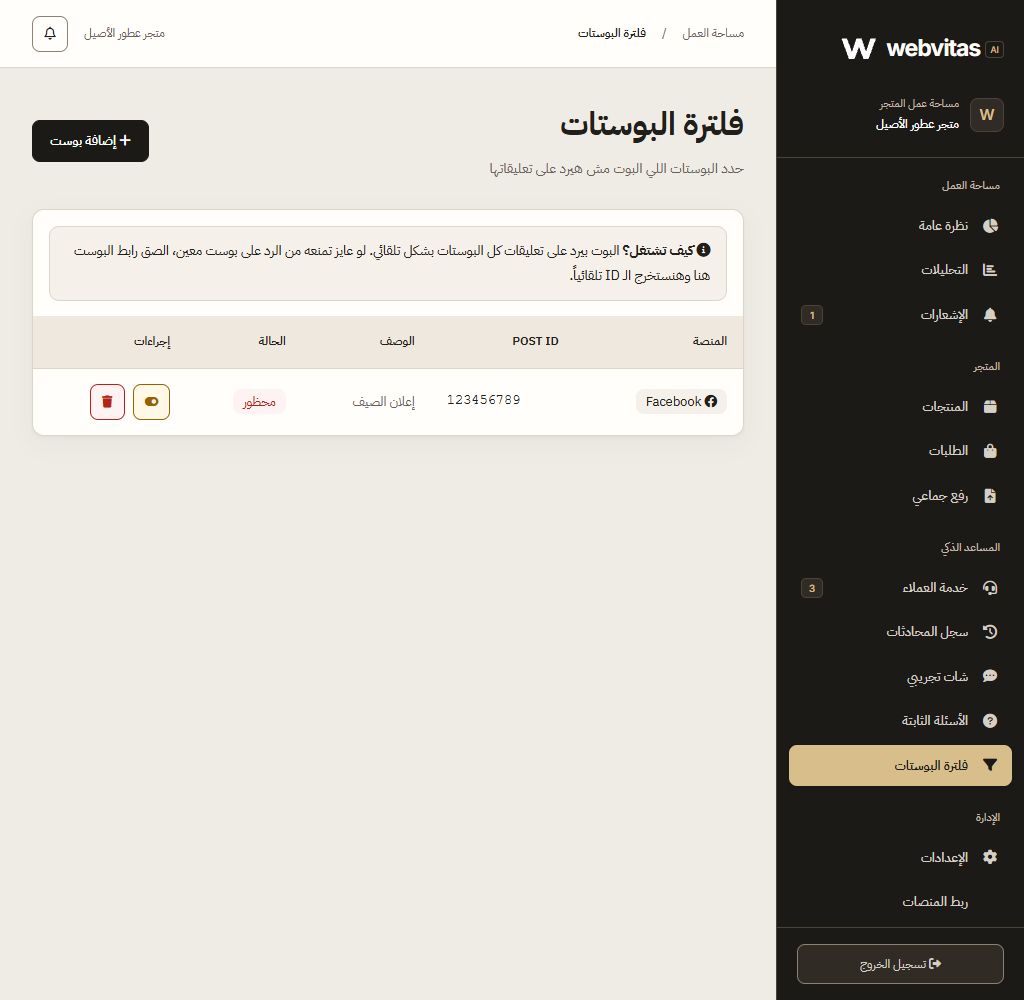 webvitas AI
W
مساحة عمل المتجر
متجر عطور الأصيل
مساحة العمل
نظرة عامة
التحليلات
الإشعارات 1
المتجر
المنتجات
الطلبات
رفع جماعي
المساعد الذكي
خدمة العملاء 3
سجل المحادثات
شات تجريبي
الأسئلة الثابتة
فلترة البوستات
الإدارة
الإعدادات
ربط المنصات
تسجيل الخروج
مساحة العمل / فلترة البوستات
متجر عطور الأصيل
فلترة البوستات
حدد البوستات اللي البوت مش هيرد على تعليقاتها
إضافة بوست
كيف تشتغل؟ البوت بيرد على تعليقات كل البوستات بشكل تلقائي. لو عايز تمنعه من الرد على بوست معين، الصق رابط البوست
هنا وهنستخرج الـ ID تلقائياً.
المنصة POST ID الوصف الحالة إجراءات
Facebook 123456789 إعلان الصيف محظور